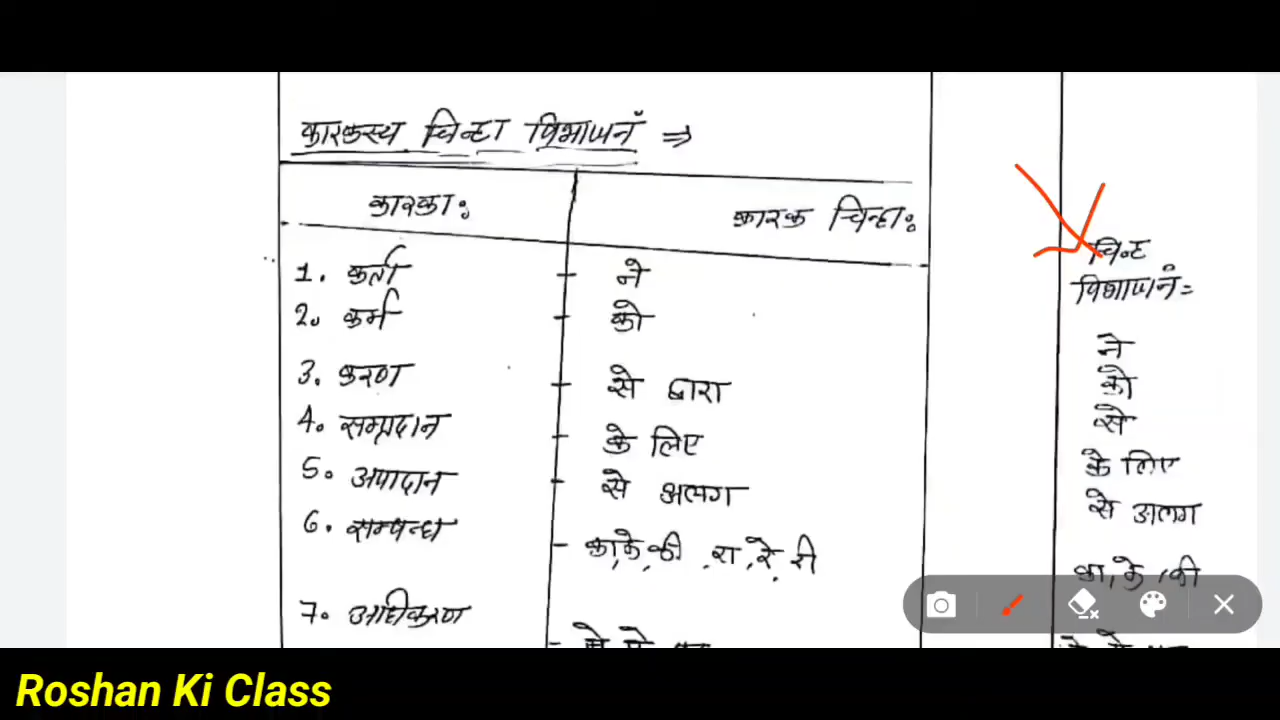 कारकस्य चिन्हा विभाजनं ⇒
कारकाः कारक चिन्हाः
1. कर्ता - ने
2. कर्म - को
3. करण - से द्वारा
4. सम्प्रदान - के लिए
5. अपादान - से अलग
6. सम्बन्ध - का, के, की, रा, रे, री
7. अधिकरण
चिन्ह
विभाजनं =
ने
को
से
के लिए
से अलग
का, के, की
Roshan Ki Class